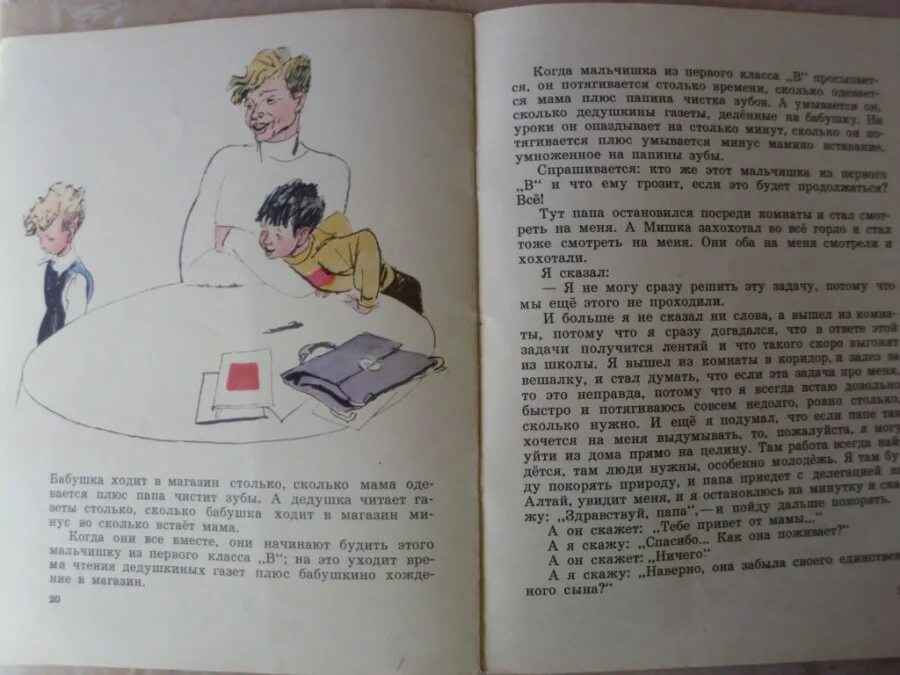 Бабушка ходит в магазин столько, сколько мама оде-
вается плюс папа чистит зубы. А дедушка читает га-
зеты столько, сколько бабушка ходит в магазин ми-
нус во сколько встаёт мама.
Когда они все вместе, они начинают будить этого
мальчишку из первого класса „В"; на это уходит вре-
мя чтения дедушкиных газет плюс бабушкино хожде-
ние в магазин.
20
Когда мальчишка из первого класса „В" просыпает-
ся, он потягивается столько времени, сколько одевает-
ся мама плюс папина чистка зубов. А умывается он,
сколько дедушкины газеты, делённые на бабушку. На
уроки он опаздывает на столько минут, сколько он по-
тягивается плюс умывается минус мамино вставание,
умноженное на папины зубы.
Спрашивается: кто же этот мальчишка из первого
„В" и что ему грозит, если это будет продолжаться?
Всё!
Тут папа остановился посреди комнаты и стал смот-
реть на меня. А Мишка захохотал во всё горло и стал
тоже смотреть на меня. Они оба на меня смотрели и
хохотали.
Я сказал:
— Я не могу сразу решить эту задачу, потому что
мы ещё этого не проходили.
И больше я не сказал ни слова, а вышел из комна-
ты, потому что я сразу догадался, что в ответе этой
задачи получится лентяй и что такого скоро выгонят
из школы. Я вышел из комнаты в коридор, и залез за
вешалку, и стал думать, что если эта задача про меня,
то это неправда, потому что я всегда встаю довольно
быстро и потягиваюсь совсем недолго, ровно столько,
сколько нужно. И ещё я подумал, что если папе так
хочется на меня выдумывать, то, пожалуйста, я могу
уйти из дома прямо на целину. Там работа всегда най-
дётся, там люди нужны, особенно молодёжь. Я там бу-
ду покорять природу, и папа приедет с делегацией на
Алтай, увидит меня, и я остановлюсь на минутку и ска-
жу: „Здравствуй, папа",—и пойду дальше покорять.
А он скажет: „Тебе привет от мамы..."
А я скажу: „Спасибо... Как она поживает?"
А он скажет: „Ничего"
А я скажу: „Наверно, она забыла своего единствен-
ного сына?"